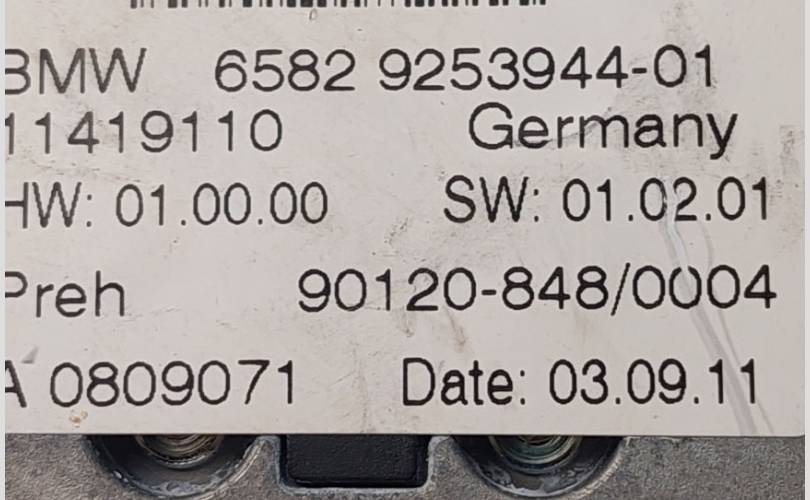 BMW 6582 9253944-01
11419110 Germany
HW: 01.00.00 SW: 01.02.01
Preh 90120-848/0004
A 0809071 Date: 03.09.11